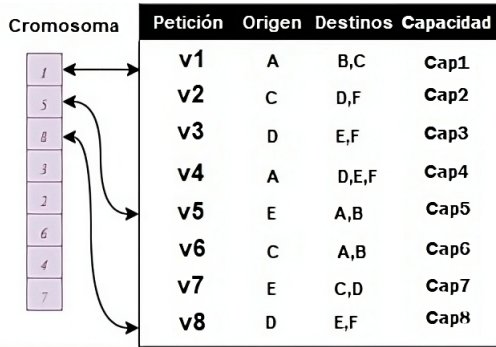 Cromosoma
1
5
8
3
2
6
4
7
Petición Origen Destinos Capacidad
v1 A B,C Cap1
v2 C D,F Cap2
v3 D E,F Cap3
v4 A D,E,F Cap4
v5 E A,B Cap5
v6 C A,B Cap6
v7 E C,D Cap7
v8 D E,F Cap8